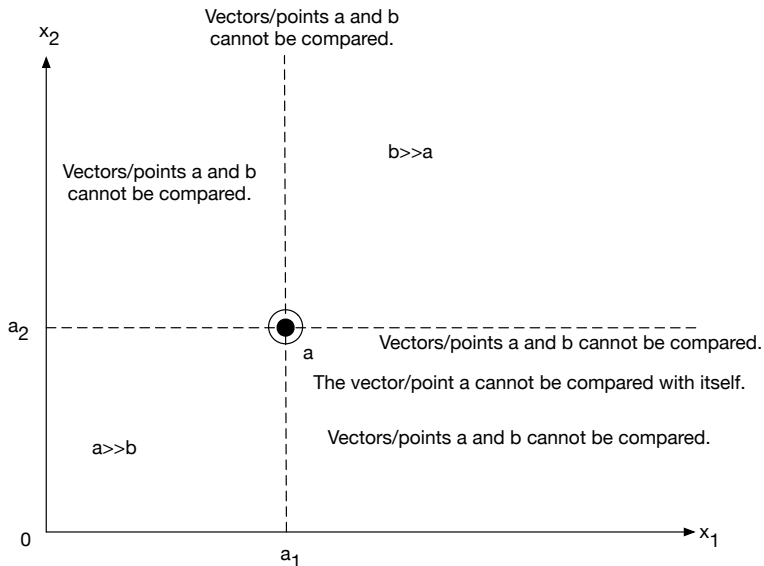 Vectors/points a and b
cannot be compared.
x2
b>>a
Vectors/points a and b
cannot be compared.
a2
Vectors/points a and b cannot be compared.
a
The vector/point a cannot be compared with itself.
Vectors/points a and b cannot be compared.
a>>b
0
x1
a1